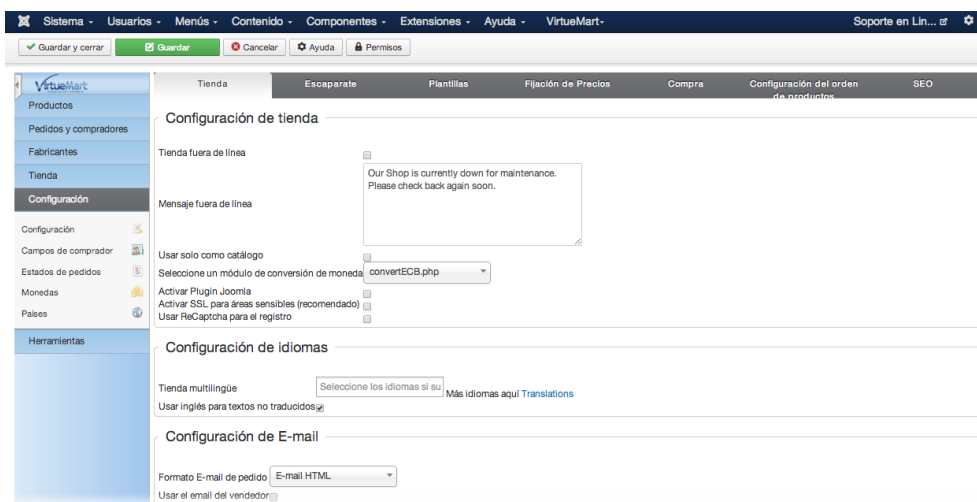 Sistema Usuarios Menús Contenido Componentes Extensiones Ayuda VirtueMart Soporte en Lin...
Guardar y cerrar Guardar Cancelar Ayuda Permisos
VirtueMart
Tienda Escaparate Plantillas Fijación de Precios Compra Configuración del orden de productos SEO
Productos
Pedidos y compradores
Fabricantes
Tienda
Configuración
Configuración
Campos de comprador
Estados de pedidos
Monedas
Países
Herramientas
Configuración de tienda
Tienda fuera de línea
Mensaje fuera de línea
Our Shop is currently down for maintenance.
Please check back again soon.
Usar solo como catálogo
Seleccione un módulo de conversión de moneda convertECB.php
Activar Plugin Joomla
Activar SSL para áreas sensibles (recomendado)
Usar ReCaptcha para el registro
Configuración de idiomas
Tienda multilingüe Seleccione los idiomas si su Más idiomas aquí Translations
Usar inglés para textos no traducidos
Configuración de E-mail
Formato E-mail de pedido E-mail HTML
Usar el email del vendedor